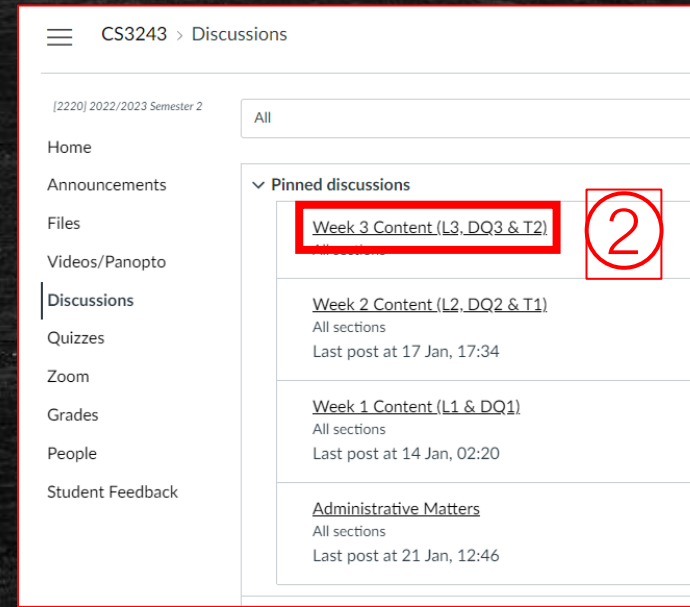 CS3243 > Discussions
[2220] 2022/2023 Semester 2
Home
Announcements
Files
Videos/Panopto
Discussions
Quizzes
Zoom
Grades
People
Student Feedback
All
Pinned discussions
Week 3 Content (L3, DQ3 & T2)
All sections
2
Week 2 Content (L2, DQ2 & T1)
All sections
Last post at 17 Jan, 17:34
Week 1 Content (L1 & DQ1)
All sections
Last post at 14 Jan, 02:20
Administrative Matters
All sections
Last post at 21 Jan, 12:46